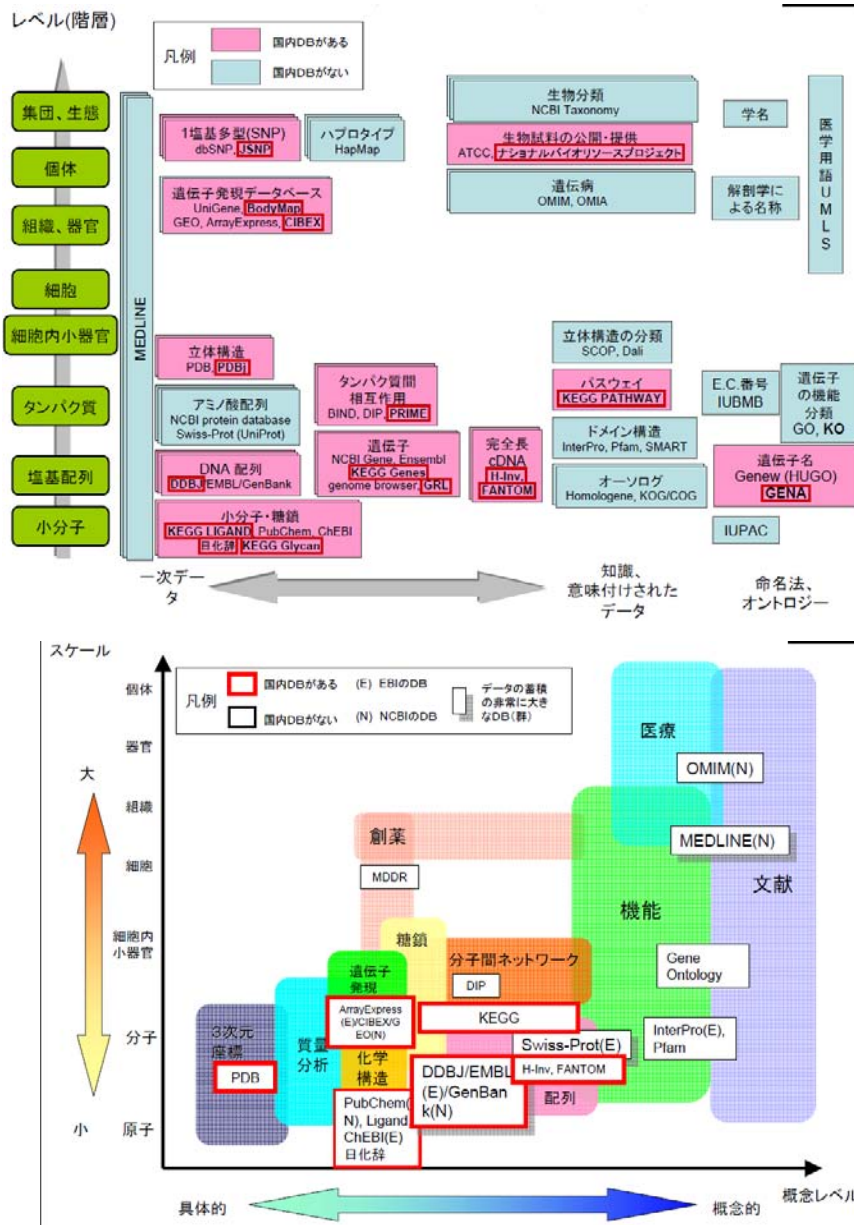 レベル(階層)
凡例
国内DBがある
国内DBがない
集団、生態
個体
組織、器官
細胞
細胞内小器官
タンパク質
塩基配列
小分子
MEDLINE
1塩基多型(SNP)
dbSNP, JSNP
ハプロタイプ
HapMap
生物分類
NCBI Taxonomy
生物試料の公開・提供
ATCC, ナショナルバイオリソースプロジェクト
学名
医学用語UMLS
遺伝子発現データベース
UniGene, BodyMap
GEO, ArrayExpress, CIBEX
遺伝病
OMIM, OMIA
解剖学に
よる名称
立体構造
PDB, PDBj
タンパク質間
相互作用
BIND, DIP, PRIME
立体構造の分類
SCOP, Dali
パスウェイ
KEGG PATHWAY
E.C.番号
IUBMB
遺伝子
の機能
分類
GO, KO
アミノ酸配列
NCBI protein database
Swiss-Prot (UniProt)
遺伝子
NCBI Gene, Ensembl
KEGG Genes
genome browser, GRL
完全長
cDNA
H-Inv,
FANTOM
ドメイン構造
InterPro, Pfam, SMART
DNA 配列
DDBJ/EMBL/GenBank
オーソログ
Homologene, KOG/COG
遺伝子名
Genew (HUGO)
GENA
小分子・糖鎖
KEGG LIGAND, PubChem, ChEBI
日化辞 KEGG Glycan
IUPAC
一次デー
タ
知識、
意味付けされた
データ
命名法、
オントロジー
スケール
凡例
国内DBがある
(E) EBIのDB
国内DBがない
(N) NCBIのDB
データの蓄積
の非常に大き
なDB(群)
個体
器官
組織
細胞
細胞内
小器官
分子
原子
大
小
医療
OMIM(N)
MEDLINE(N)
文献
創薬
MDDR
機能
糖鎖
分子間ネットワーク
DIP
Gene
Ontology
遺伝子
発現
ArrayExpress
(E)/CIBEX/G
EO(N)
KEGG
3次元
座標
PDB
質量
分析
化学
構造
Swiss-Prot(E)
H-Inv, FANTOM
InterPro(E),
Pfam
DDBJ/EMBL
(E)/GenBan
k(N)
配列
PubChem(
N), Ligand
ChEBI(E)
日化辞
具体的
概念的
概念レベル